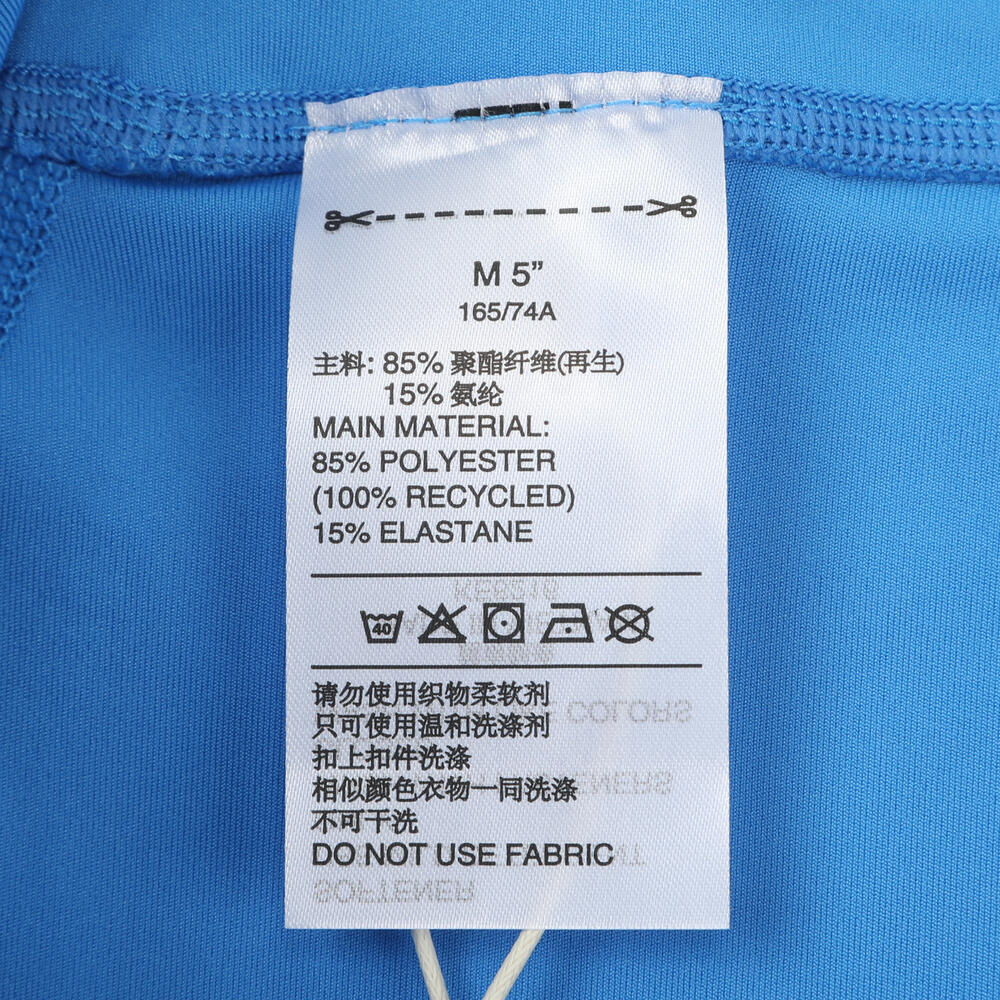 M 5”
165/74A
主料: 85% 聚酯纤维(再生)
15% 氨纶
MAIN MATERIAL:
85% POLYESTER
(100% RECYCLED)
15% ELASTANE
40
请勿使用织物柔软剂
只可使用温和洗涤剂
扣上扣件洗涤
相似颜色衣物一同洗涤
不可干洗
DO NOT USE FABRIC
SOFTENER
COLORS